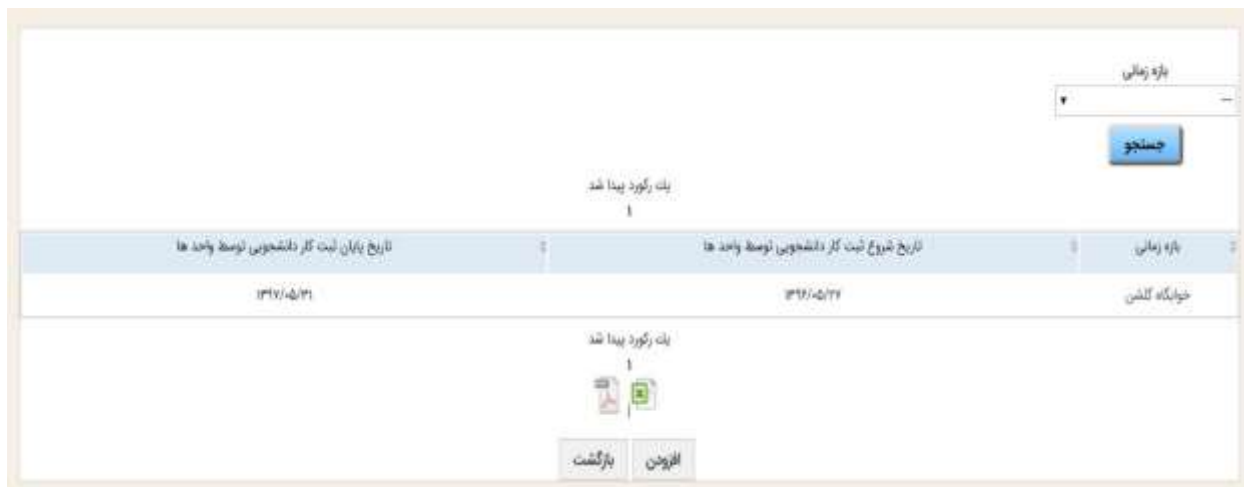 بازه زمانی
---
جستجو
یک رکورد پیدا شد
1
بازه زمانی تاریخ شروع ثبت کار دانشجویی توسط واحد ها تاریخ پایان ثبت کار دانشجویی توسط واحد ها
خوابگاه گلشن ۱۳۹۶/۰۵/۲۷ ۱۳۹۷/۰۵/۳۱
یک رکورد پیدا شد
1
|
افزودن بازگشت